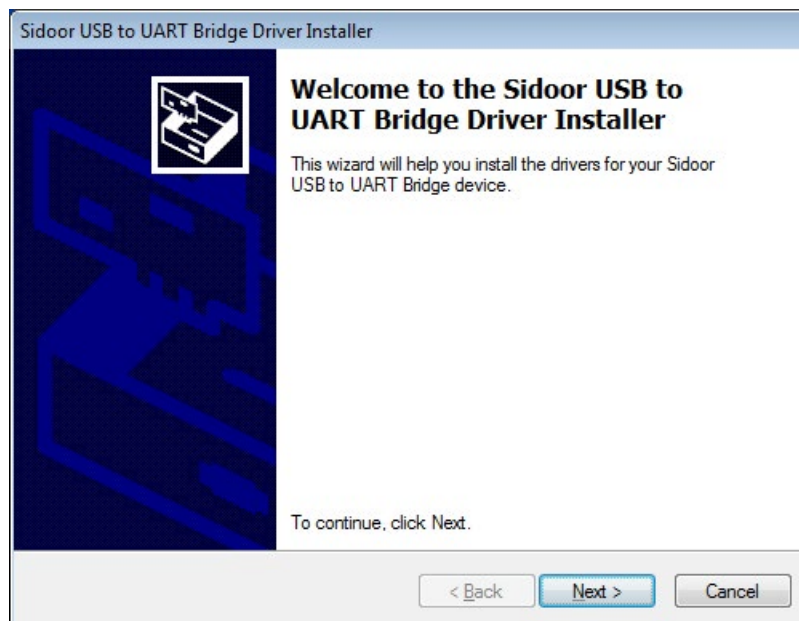 Sidoor USB to UART Bridge Driver Installer
Welcome to the Sidoor USB to
UART Bridge Driver Installer
This wizard will help you install the drivers for your Sidoor
USB to UART Bridge device.
To continue, click Next.
< Back
Next >
Cancel